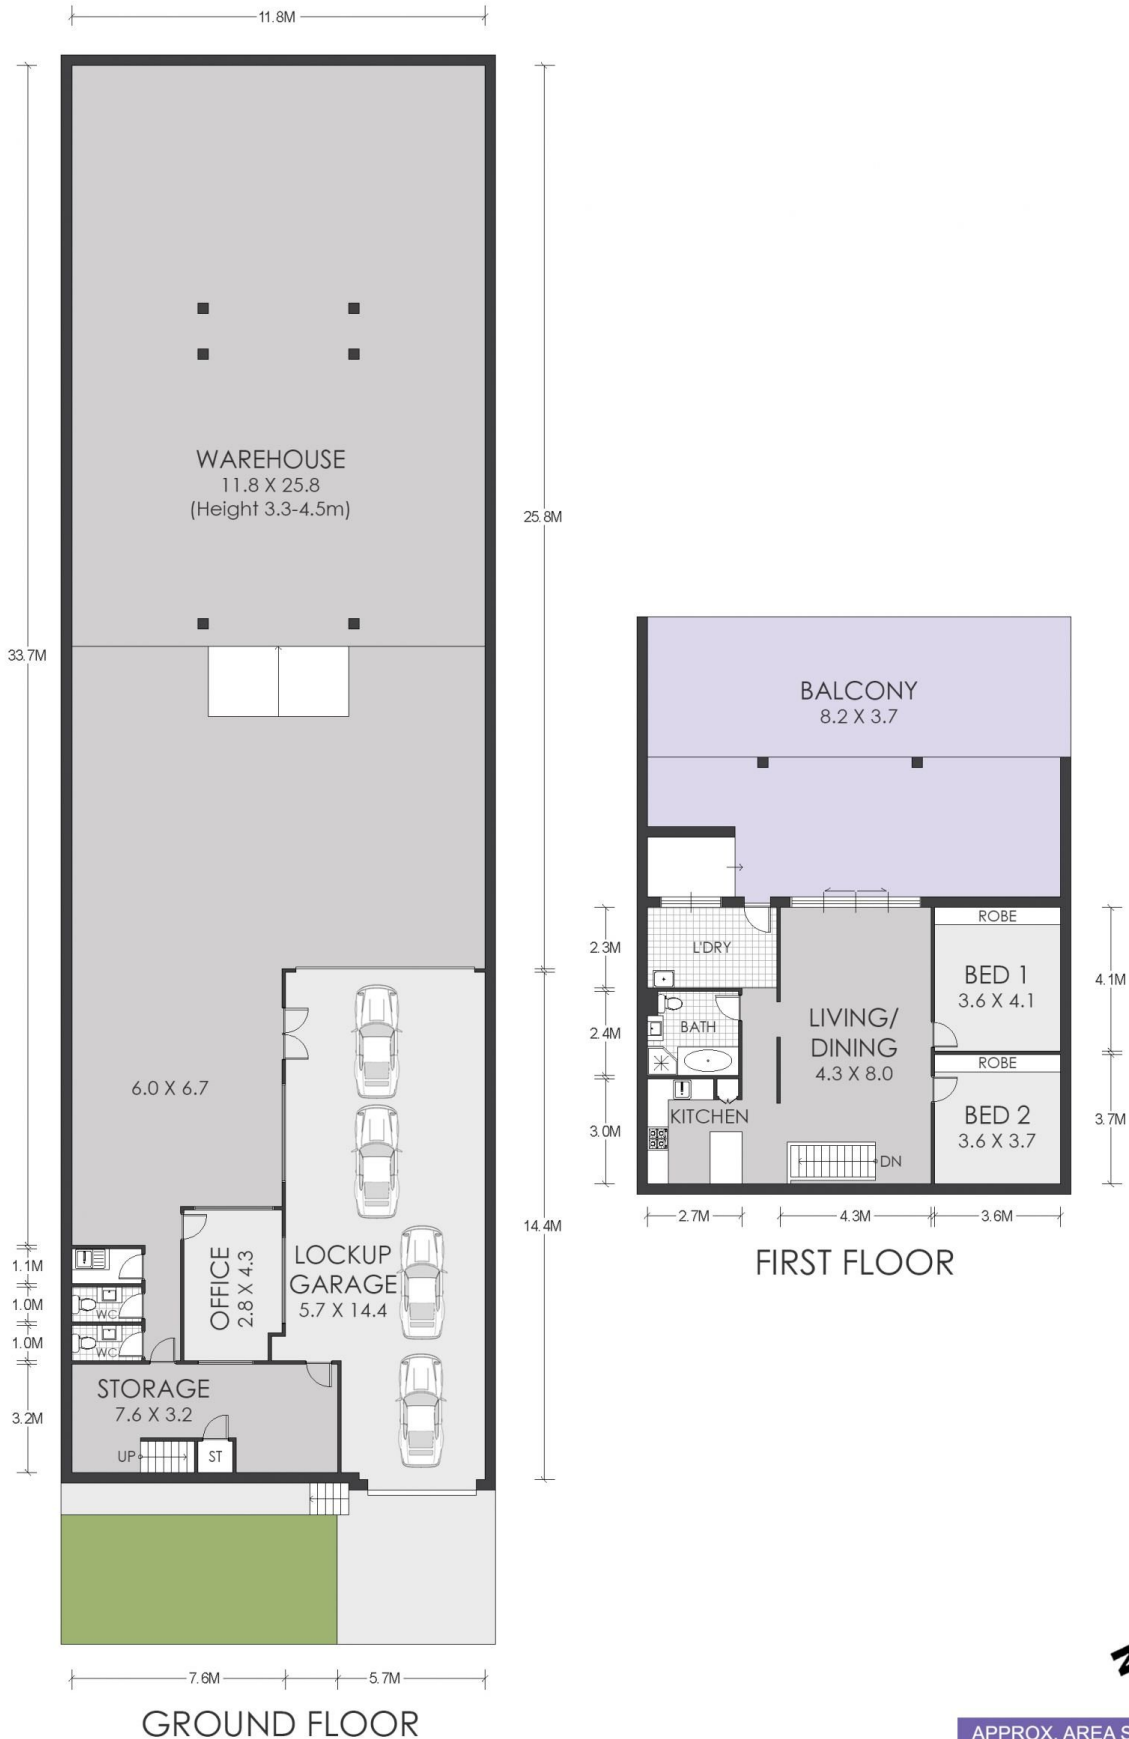 11.8M
WAREHOUSE
11.8 X 25.8
(Height 3.3-4.5m)
25.8M
33.7M
6.0 X 6.7
LOCKUP
GARAGE
5.7 X 14.4
OFFICE
2.8 X 4.3
14.4M
1.1M
1.0M
WC
1.0M
WC
3.2M
STORAGE
7.6 X 3.2
UP
ST
7.6M
5.7M
GROUND FLOOR
BALCONY
8.2 X 3.7
2.3M
L'DRY
ROBE
BED 1
3.6 X 4.1
4.1M
2.4M
BATH
LIVING/
DINING
4.3 X 8.0
ROBE
3.0M
KITCHEN
BED 2
3.6 X 3.7
3.7M
DN
2.7M
4.3M
3.6M
FIRST FLOOR
APPROX. AREA S